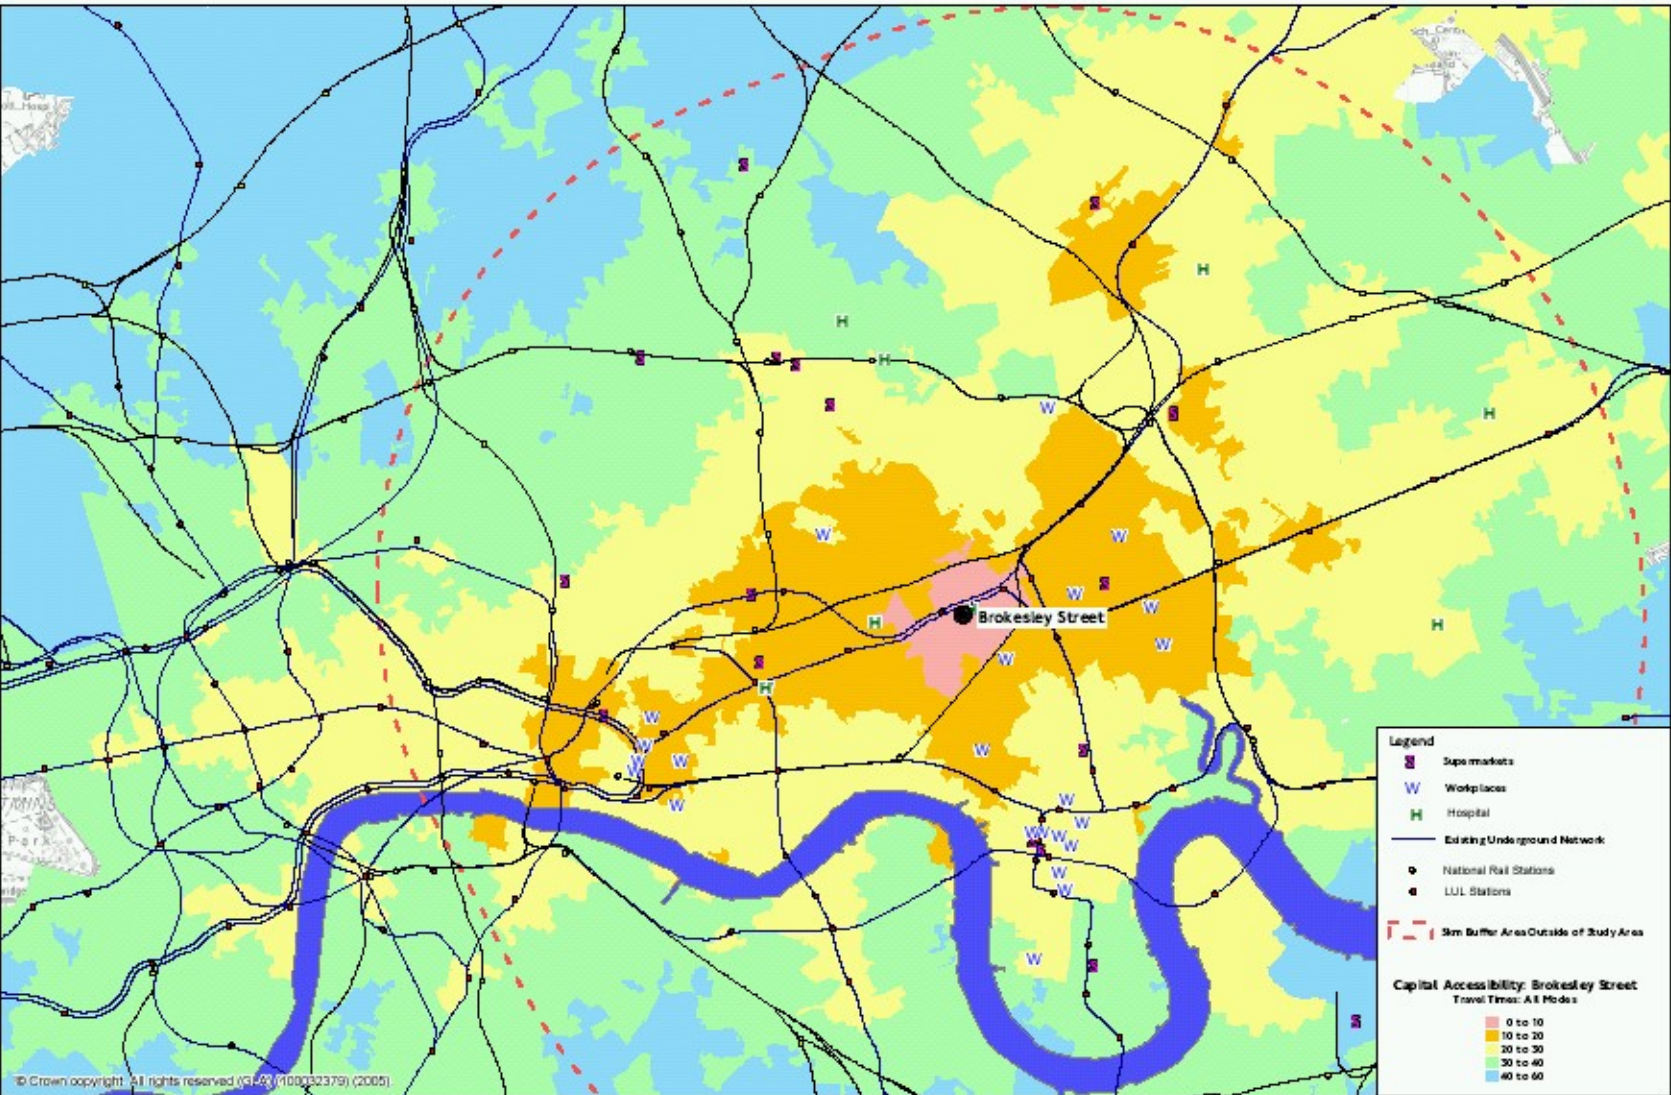 Brokesley Street
Legend
Supermarkets
Workplaces
Hospital
Existing Underground Network
National Rail Stations
LUL Stations
5km Buffer Area Outside of Study Area
Capital Accessibility: Brokesley Street
Travel Times: All Modes
0 to 10
10 to 20
20 to 30
30 to 40
40 to 60
© Crown copyright. All rights reserved (GLA) (100032379) (2005).